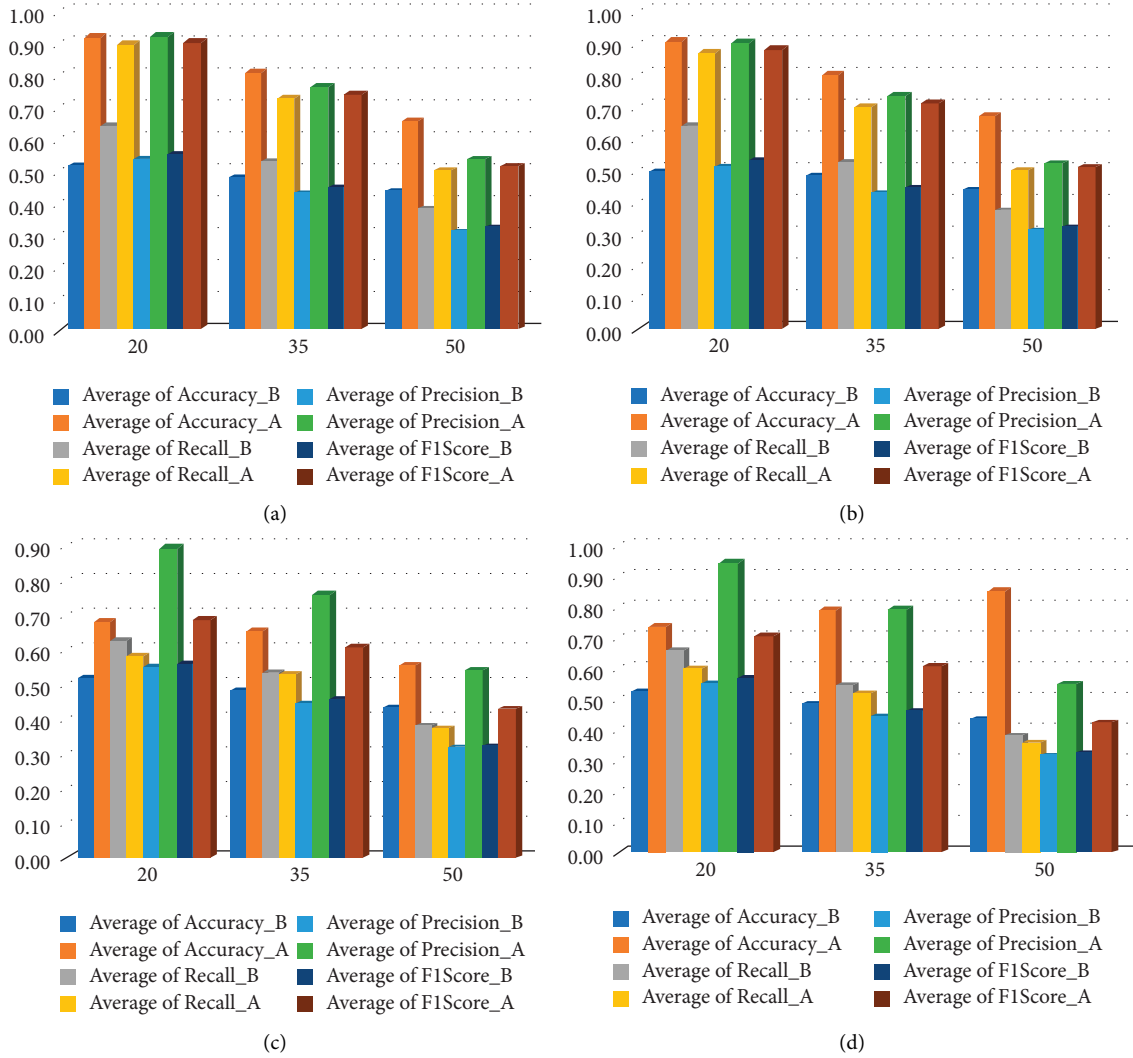 1.00
0.90
0.80
0.70
0.60
0.50
0.40
0.30
0.20
0.10
0.00
20 35 50
Average of Accuracy_B Average of Precision_B
Average of Accuracy_A Average of Precision_A
Average of Recall_B Average of F1Score_B
Average of Recall_A Average of F1Score_A
(a)
1.00
0.90
0.80
0.70
0.60
0.50
0.40
0.30
0.20
0.10
0.00
20 35 50
Average of Accuracy_B Average of Precision_B
Average of Accuracy_A Average of Precision_A
Average of Recall_B Average of F1Score_B
Average of Recall_A Average of F1Score_A
(b)
0.90
0.80
0.70
0.60
0.50
0.40
0.30
0.20
0.10
0.00
20 35 50
Average of Accuracy_B Average of Precision_B
Average of Accuracy_A Average of Precision_A
Average of Recall_B Average of F1Score_B
Average of Recall_A Average of F1Score_A
(c)
1.00
0.90
0.80
0.70
0.60
0.50
0.40
0.30
0.20
0.10
0.00
20 35 50
Average of Accuracy_B Average of Precision_B
Average of Accuracy_A Average of Precision_A
Average of Recall_B Average of F1Score_B
Average of Recall_A Average of F1Score_A
(d)